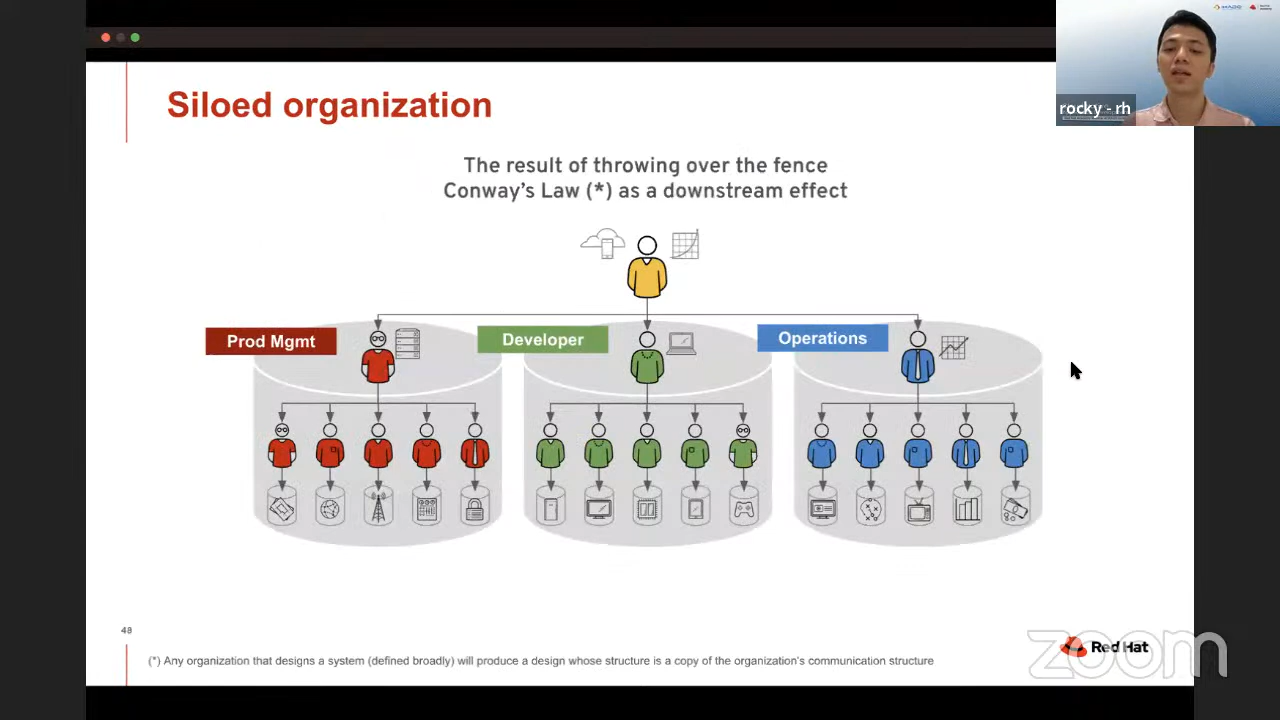 Siloed organization
rocky - rh
The result of throwing over the fence
Conway's Law (*) as a downstream effect
Prod Mgmt
Developer
Operations
48
(*) Any organization that designs a system (defined broadly) will produce a design whose structure is a copy of the organization's communication structure
Red Hat
zoom